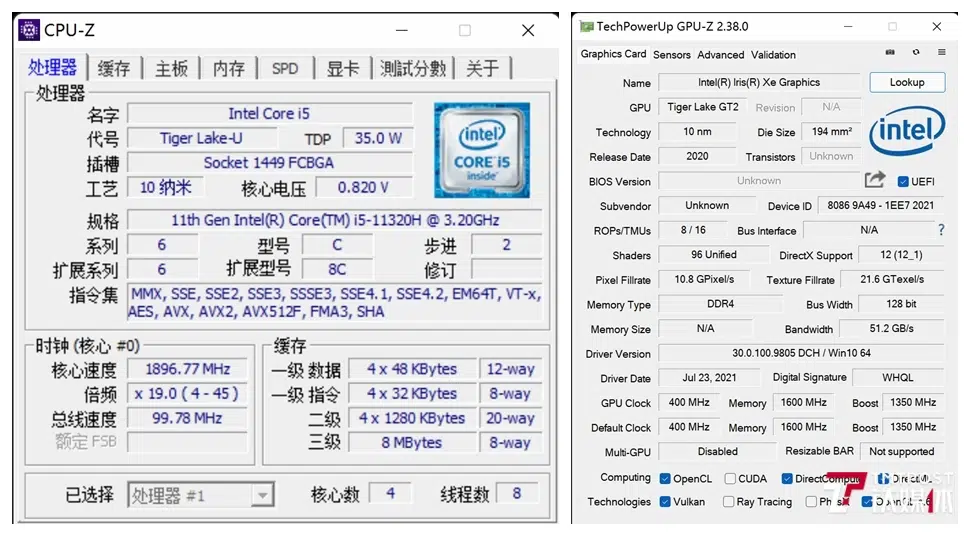 CPU-Z
处理器 缓存 主板 内存 SPD 显卡 測試分數 关于
处理器
名字 Intel Core i5
代号 Tiger Lake-U TDP 35.0 W
插槽 Socket 1449 FCBGA
工艺 10 纳米 核心电压 0.820 V
intel
CORE i5
inside
规格 11th Gen Intel(R) Core(TM) i5-11320H @ 3.20GHz
系列 6 型号 C 步进 2
扩展系列 6 扩展型号 8C 修订
指令集 MMX, SSE, SSE2, SSE3, SSSE3, SSE4.1, SSE4.2, EM64T, VT-x,
AES, AVX, AVX2, AVX512F, FMA3, SHA
时钟 (核心 #0)
核心速度 1896.77 MHz
倍频 x 19.0 ( 4 - 45 )
总线速度 99.78 MHz
额定 FSB
缓存
一级 数据 4 x 48 KBytes 12-way
一级 指令 4 x 32 KBytes 8-way
二级 4 x 1280 KBytes 20-way
三级 8 MBytes 8-way
已选择 处理器 #1 核心数 4 线程数 8
TechPowerUp GPU-Z 2.38.0
Graphics Card Sensors Advanced Validation
Name Intel(R) Iris(R) Xe Graphics Lookup
GPU Tiger Lake GT2 Revision N/A
Technology 10 nm Die Size 194 mm²
intel
Release Date 2020 Transistors Unknown
BIOS Version Unknown UEFI
Subvendor Unknown Device ID 8086 9A49 - 1EE7 2021
ROPs/TMUs 8 / 16 Bus Interface N/A ?
Shaders 96 Unified DirectX Support 12 (12_1)
Pixel Fillrate 10.8 GPixel/s Texture Fillrate 21.6 GTexel/s
Memory Type DDR4 Bus Width 128 bit
Memory Size N/A Bandwidth 51.2 GB/s
Driver Version 30.0.100.9805 DCH / Win10 64
Driver Date Jul 23, 2021 Digital Signature WHQL
GPU Clock 400 MHz Memory 1600 MHz Boost 1350 MHz
Default Clock 400 MHz Memory 1600 MHz Boost 1350 MHz
Multi-GPU Disabled Resizable BAR Not supported
Computing OpenCL CUDA DirectCompute DirectML
Technologies Vulkan Ray Tracing
钛媒体